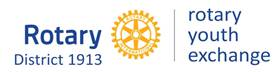 Rotary
District 1913
rotary
youth
exchange